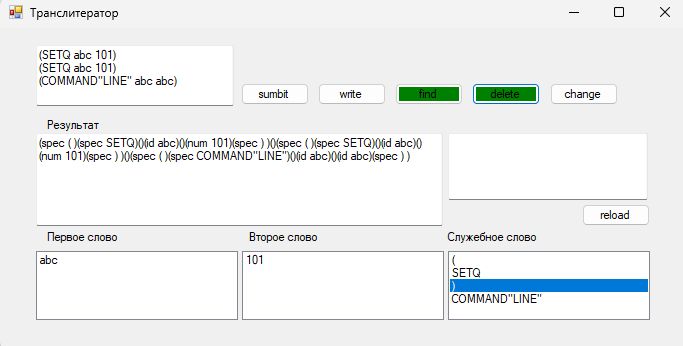 Транслитератор
(SETQ abc 101)
(SETQ abc 101)
(COMMAND"LINE" abc abc)
sumbit
write
find
delete
change
Результат
(spec ( )(spec SETQ)()(id abc)()(num 101)(spec ) )()(spec ( )(spec SETQ)()(id abc)()
(num 101)(spec ) )()(spec ( )(spec COMMAND"LINE")()(id abc)()(id abc)(spec ) )
reload
Первое слово
Второе слово
Служебное слово
abc
101
(
SETQ
)
COMMAND"LINE"